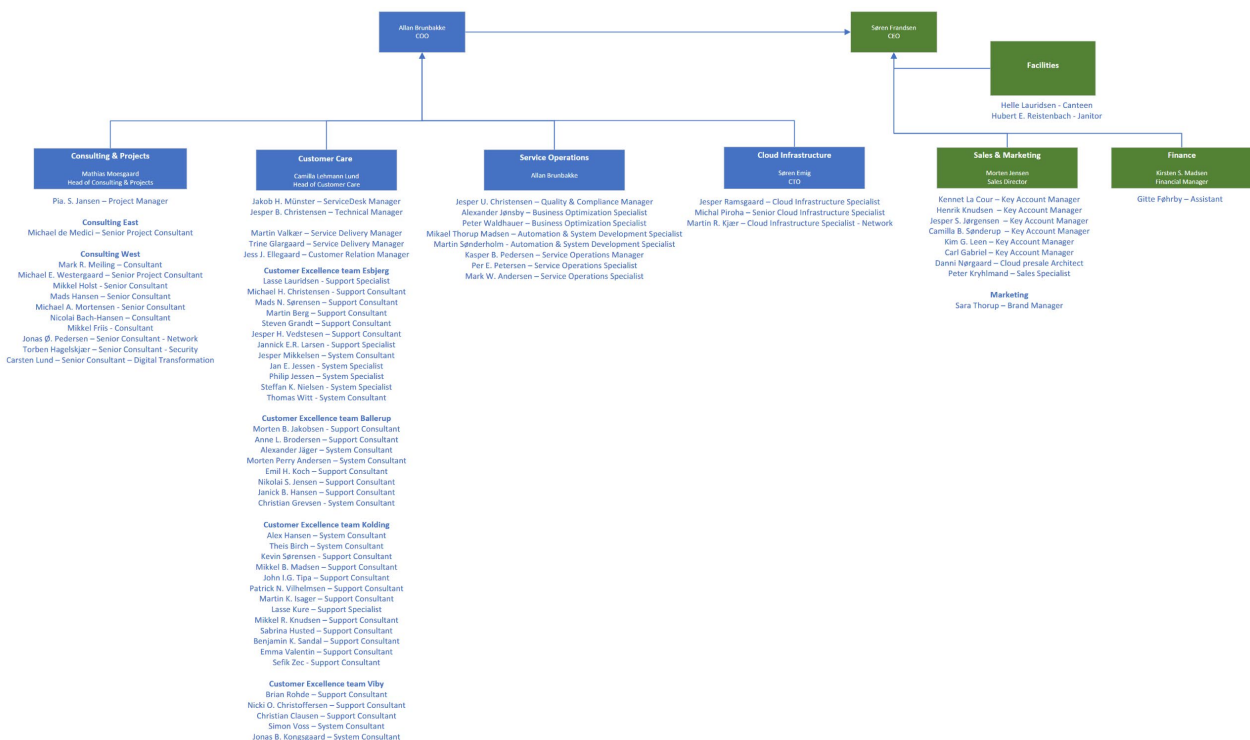 Allan Brunbakke
COO
Søren Frandsen
CEO
Facilities
Helle Lauridsen - Canteen
Hubert E. Reistenbach - Janitor
Consulting & Projects
Mathias Moesgaard
Head of Consulting & Projects
Pia. S. Jansen – Project Manager
Consulting East
Michael de Medici – Senior Project Consultant
Consulting West
Mark R. Meiling – Consultant
Michael E. Westergaard – Senior Project Consultant
Mikkel Holst - Senior Consultant
Mads Hansen – Senior Consultant
Michael A. Mortensen - Senior Consultant
Nicolai Bach-Hansen – Consultant
Mikkel Friis - Consultant
Jonas Ø. Pedersen – Senior Consultant - Network
Torben Hagelskjær – Senior Consultant - Security
Carsten Lund – Senior Consultant – Digital Transformation
Customer Care
Camilla Lehmann Lund
Head of Customer Care
Jakob H. Münster – ServiceDesk Manager
Jesper B. Christensen – Technical Manager
Martin Valkær – Service Delivery Manager
Trine Glargaard – Service Delivery Manager
Jess J. Ellegaard – Customer Relation Manager
Customer Excellence team Esbjerg
Lasse Lauridsen - Support Specialist
Michael H. Christensen - Support Consultant
Mads N. Sørensen – Support Consultant
Martin Berg – Support Consultant
Steven Grandt – Support Consultant
Jesper H. Vedstesen – Support Consultant
Jannick E.R. Larsen – Support Specialist
Jesper Mikkelsen – System Consultant
Jan E. Jessen - System Specialist
Philip Jessen – System Specialist
Steffan K. Nielsen - System Specialist
Thomas Witt - System Consultant
Customer Excellence team Ballerup
Morten B. Jakobsen - Support Consultant
Anne L. Brodersen – Support Consultant
Alexander Jäger – System Consultant
Morten Perry Andersen – System Consultant
Emil H. Koch – Support Consultant
Nikolai S. Jensen – Support Consultant
Janick B. Hansen – Support Consultant
Christian Grevsen - System Consultant
Customer Excellence team Kolding
Alex Hansen – System Consultant
Theis Birch – System Consultant
Kevin Sørensen - Support Consultant
Mikkel B. Madsen – Support Consultant
John I.G. Tipa – Support Consultant
Patrick N. Vilhelmsen – Support Consultant
Martin K. Isager – Support Consultant
Lasse Kure – Support Specialist
Mikkel R. Knudsen – Support Consultant
Sabrina Husted – Support Consultant
Benjamin K. Sandal – Support Consultant
Emma Valentin – Support Consultant
Sefik Zec - Support Consultant
Customer Excellence team Viby
Brian Rohde – Support Consultant
Nicki O. Christoffersen – Support Consultant
Christian Clausen – Support Consultant
Simon Voss – System Consultant
Jonas B. Kongsgaard – System Consultant
Service Operations
Allan Brunbakke
Jesper U. Christensen – Quality & Compliance Manager
Alexander Jønsby – Business Optimization Specialist
Peter Waldhauer – Business Optimization Specialist
Mikael Thorup Madsen – Automation & System Development Specialist
Martin Sønderholm - Automation & System Development Specialist
Kasper B. Pedersen – Service Operations Manager
Per E. Petersen – Service Operations Specialist
Mark W. Andersen – Service Operations Specialist
Cloud Infrastructure
Søren Emig
CTO
Jesper Ramsgaard – Cloud Infrastructure Specialist
Michal Piroha – Senior Cloud Infrastructure Specialist
Martin R. Kjær – Cloud Infrastructure Specialist - Network
Sales & Marketing
Morten Jensen
Sales Director
Kennet La Cour – Key Account Manager
Henrik Knudsen – Key Account Manager
Jesper S. Jørgensen – Key Account Manager
Camilla B. Sønderup – Key Account Manager
Kim G. Leen – Key Account Manager
Carl Gabriel – Key Account Manager
Danni Nørgaard – Cloud presale Architect
Peter Kryhlmand – Sales Specialist
Marketing
Sara Thorup – Brand Manager
Finance
Kirsten S. Madsen
Financial Manager
Gitte Føhrby – Assistant